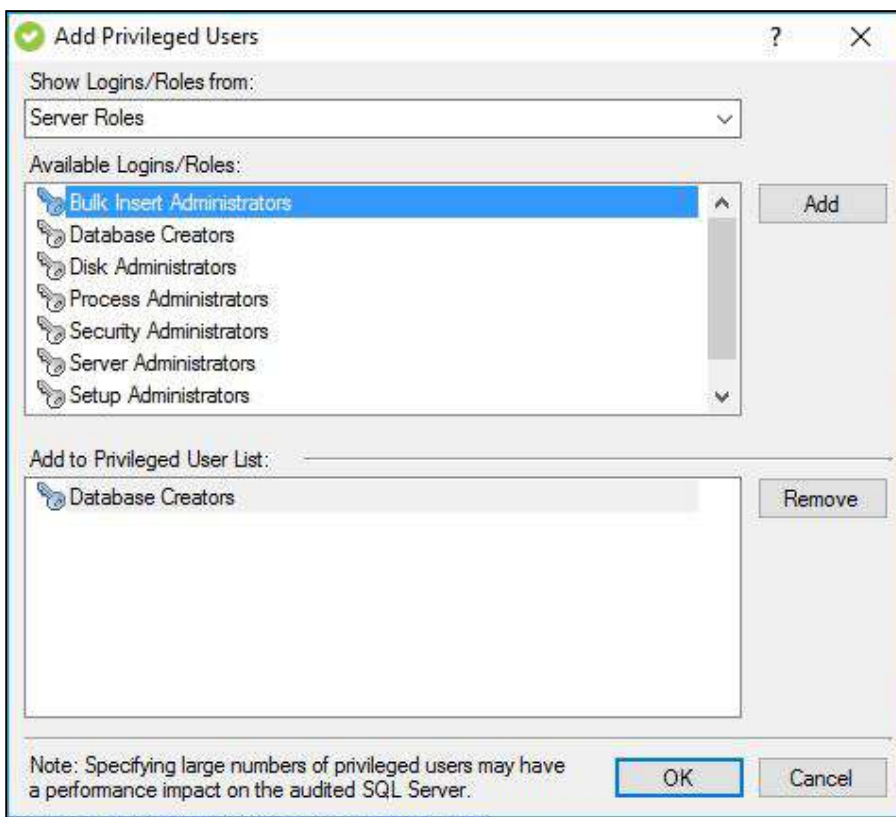 Add Privileged Users
?
Show Logins/Roles from:
Server Roles
Available Logins/Roles:
Bulk Insert Administrators
Database Creators
Disk Administrators
Process Administrators
Security Administrators
Server Administrators
Setup Administrators
Add
Add to Privileged User List:
Database Creators
Remove
Note: Specifying large numbers of privileged users may have
a performance impact on the audited SQL Server.
OK
Cancel